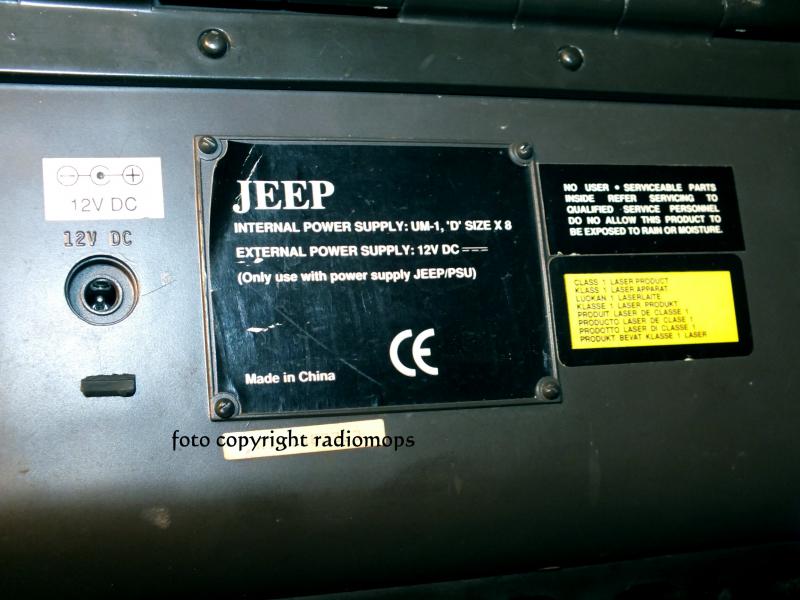 12V DC
12V DC
JEEP
INTERNAL POWER SUPPLY: UM-1, 'D' SIZE X 8
EXTERNAL POWER SUPPLY: 12V DC
(Only use with power supply JEEP/PSU)
CE
Made in China
NO USER • SERVICEABLE PARTS
INSIDE REFER SERVICING TO
QUALIFIED SERVICE PERSONNEL
DO NO ALLOW THIS PRODUCT TO
BE EXPOSED TO RAIN OR MOISTURE.
CLASS 1 LASER PRODUCT
KLASS 1 LASER APPARAT
LUOKAN 1 LASERLAITE
KLASSE 1 LASER PRODUKT
PRODUIT LASER DE CLASSE 1
PRODUCTO LASER DE CLASE 1
PRODOTTO LASER DI CLASSE 1
PRODUKT BEVAT KLASSE 1 LASER
foto copyright radiomops